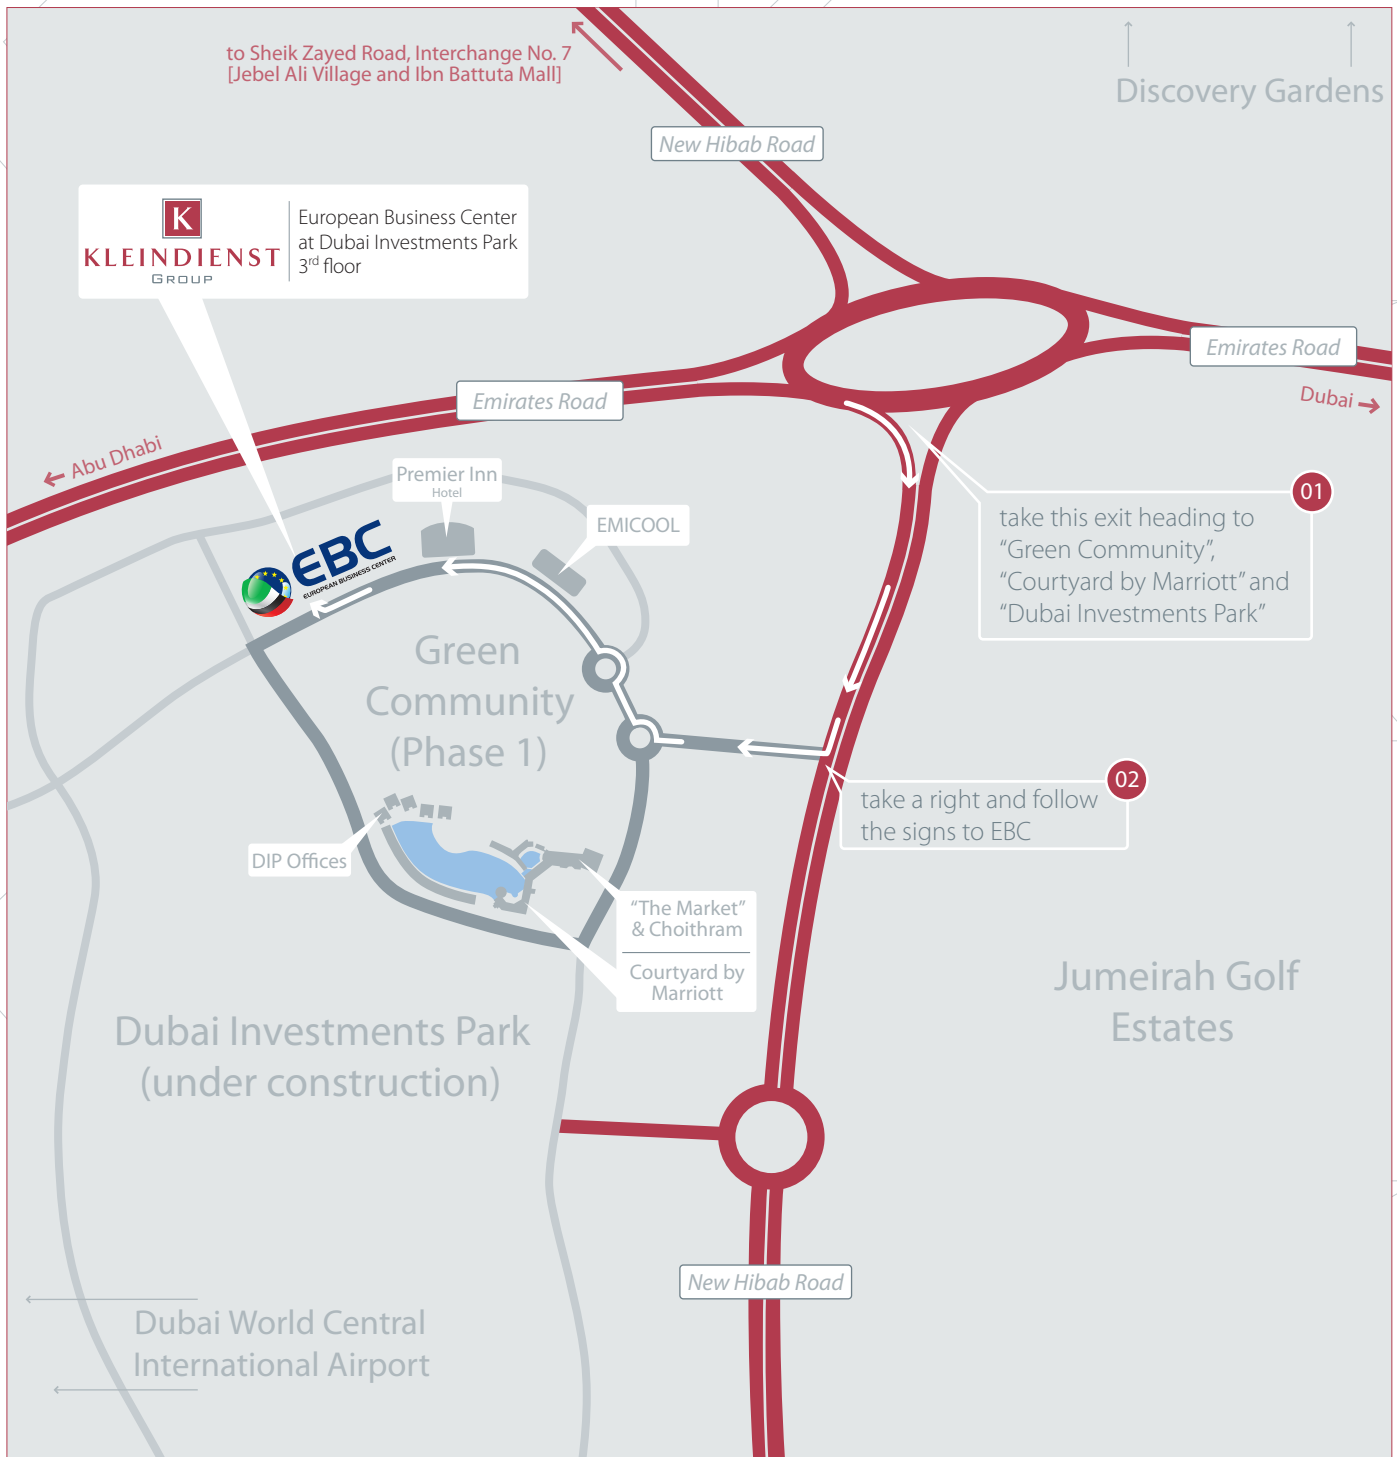 to Sheik Zayed Road, Interchange No. 7
[Jebel Ali Village and Ibn Battuta Mall]
Discovery Gardens
New Hibab Road
K
KLEINDIENST
GROUP
European Business Center
at Dubai Investments Park
3rd floor
Emirates Road
Emirates Road
Dubai
Abu Dhabi
Premier Inn
Hotel
EMICOOL
01
take this exit heading to
“Green Community”,
“Courtyard by Marriott” and
“Dubai Investments Park”
EBC
EUROPEAN BUSINESS CENTER
Green
Community
(Phase 1)
02
take a right and follow
the signs to EBC
DIP Offices
“The Market”
& Choithram
Courtyard by
Marriott
Jumeirah Golf
Estates
Dubai Investments Park
(under construction)
New Hibab Road
Dubai World Central
International Airport